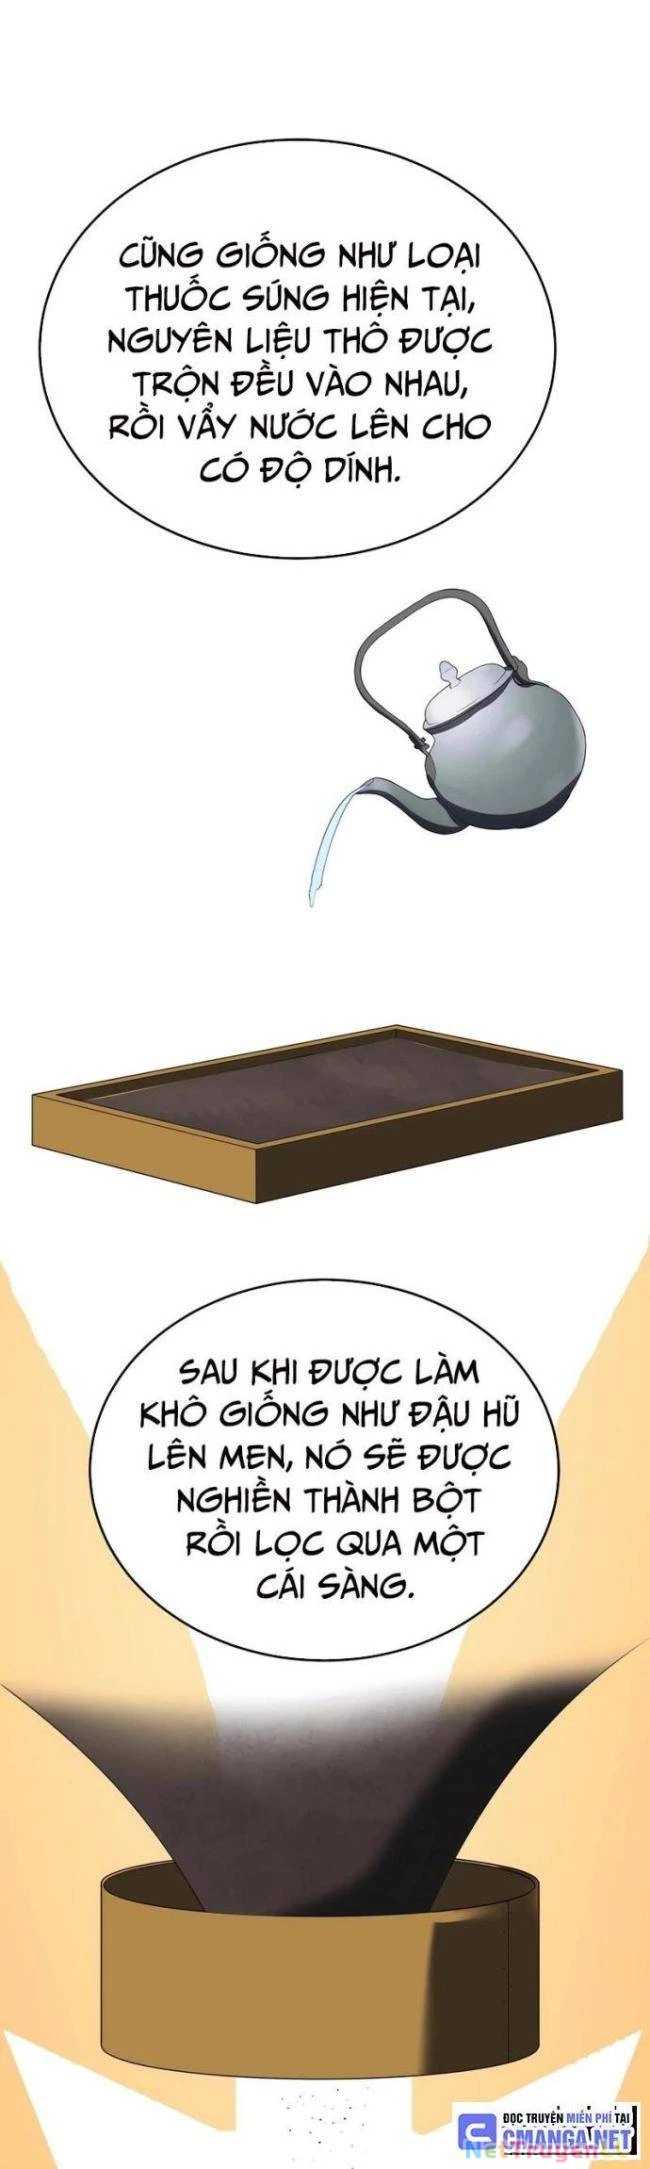 CŨNG GIỐNG NHƯ LOẠI
THUỐC SÚNG HIỆN TẠI,
NGUYÊN LIỆU THÔ ĐƯỢC
TRỘN ĐỀU VÀO NHAU,
RỒI VẨY NƯỚC LÊN CHO
CÓ ĐỘ DÍNH.
SAU KHI ĐƯỢC LÀM
KHÔ GIỐNG NHƯ ĐẬU HŨ
LÊN MEN, NÓ SẼ ĐƯỢC
NGHIỀN THÀNH BỘT
RỒI LỌC QUA MỘT
CÁI SÀNG.
ĐỌC TRUYỆN MIỄN PHÍ TẠI
CMANGA.NET